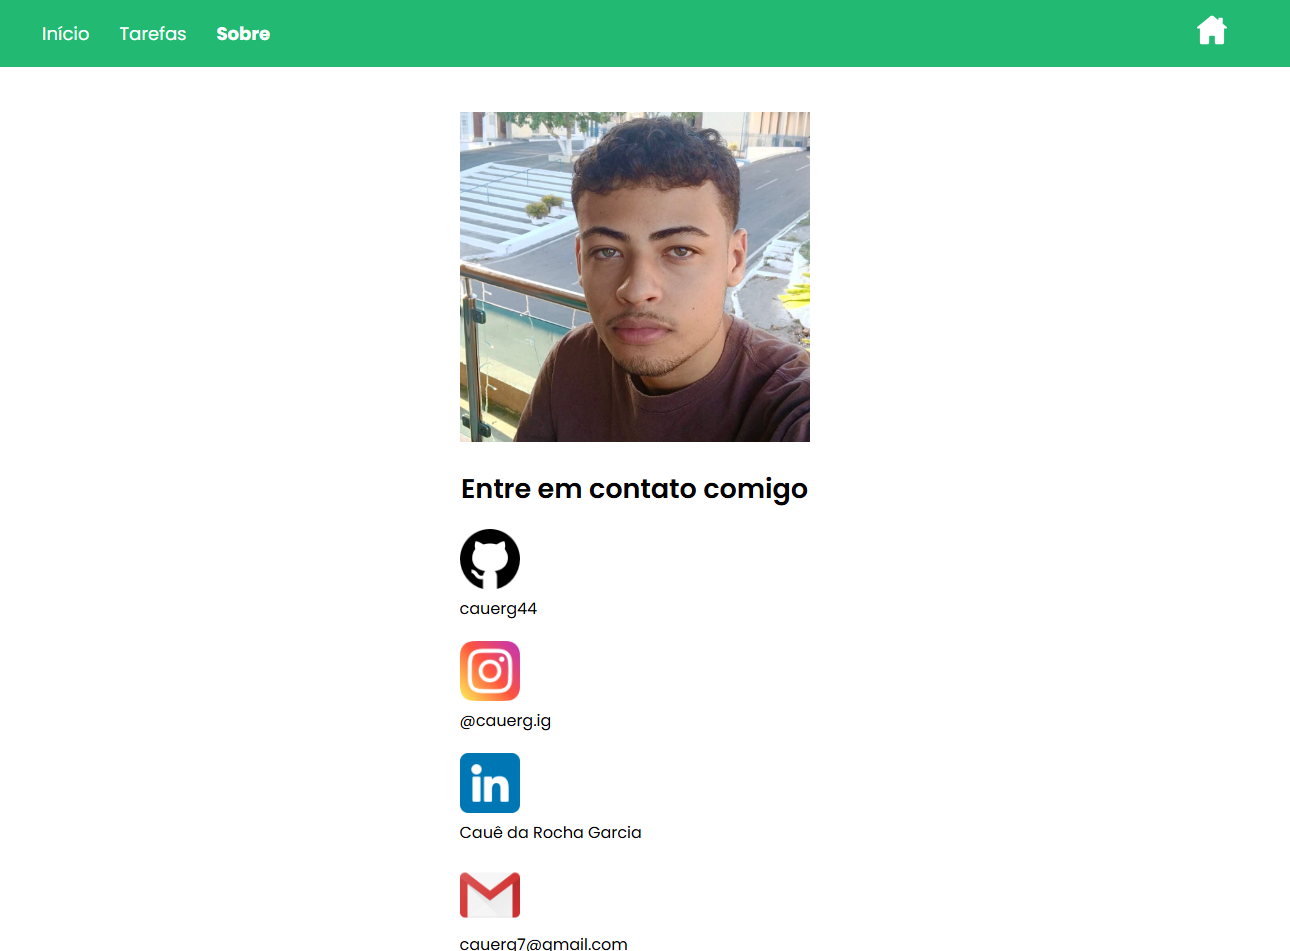 Início Tarefas Sobre
Entre em contato comigo
cauerg44
@cauerg.ig
in
Cauê da Rocha Garcia
cauerg7@gmail.com